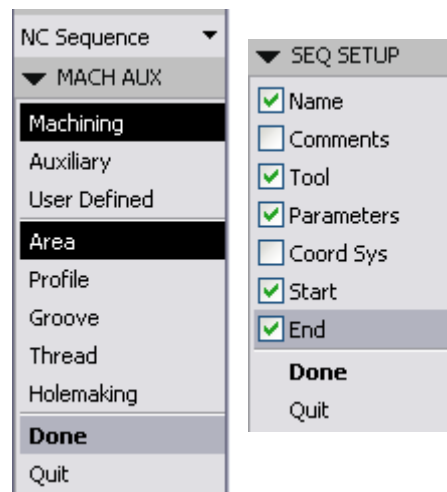 NC Sequence
MACH AUX
Machining
Auxiliary
User Defined
Area
Profile
Groove
Thread
Holemaking
Done
Quit
SEQ SETUP
Name
Comments
Tool
Parameters
Coord Sys
Start
End
Done
Quit